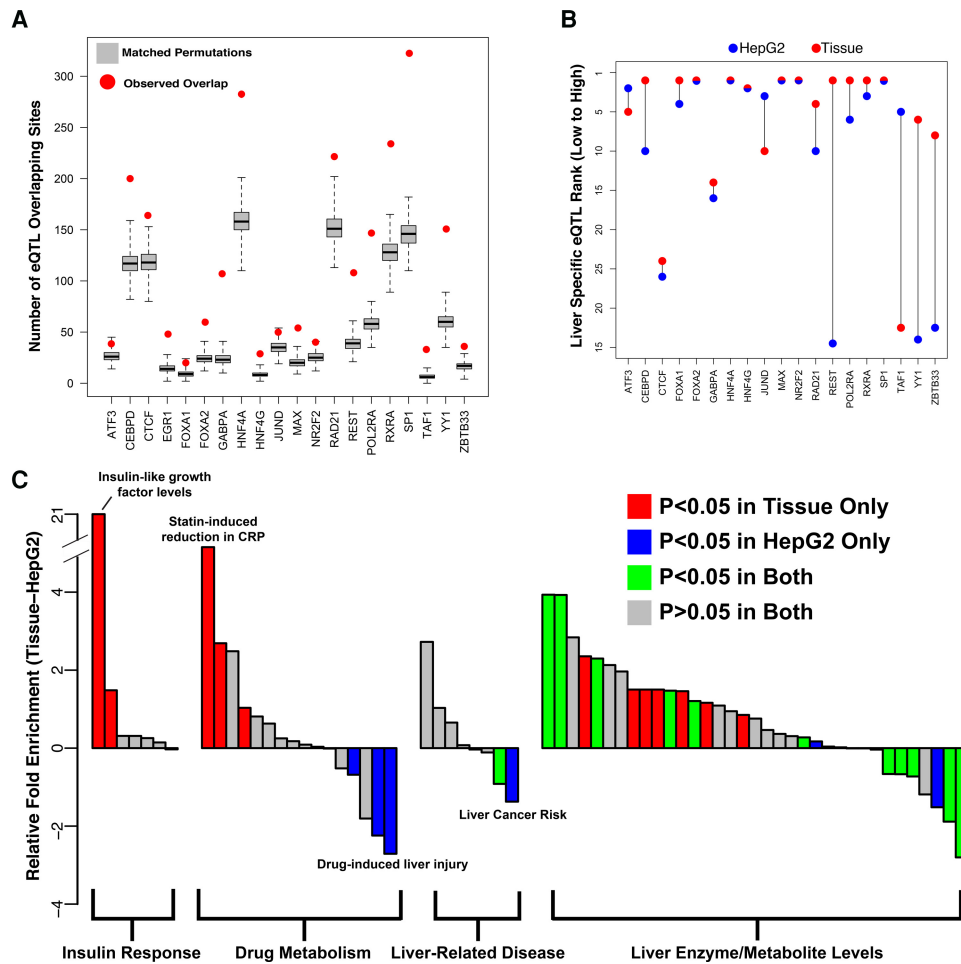 A
Matched Permutations
Observed Overlap
Number of eQTL Overlapping Sites
300
250
200
150
100
50
0
ATF3
CEBPD
CTCF
EGR1
FOXA1
FOXA2
GABPA
HNF4A
HNF4G
JUND
MAX
NR2F2
RAD21
REST
POL2RA
RXRA
SP1
TAF1
YY1
ZBTB33
B
HepG2
Tissue
Liver Specific eQTL Rank (Low to High)
1
5
10
15
20
25
15
ATF3
CEBPD
CTCF
FOXA1
FOXA2
GABPA
HNF4A
HNF4G
JUND
MAX
NR2F2
RAD21
REST
POL2RA
RXRA
SP1
TAF1
YY1
ZBTB33
C
Insulin-like growth
factor levels
Statin-induced
reduction in CRP
P<0.05 in Tissue Only
P<0.05 in HepG2 Only
P<0.05 in Both
P>0.05 in Both
Relative Fold Enrichment (Tissue–HepG2)
21
4
2
0
−2
−4
Liver Cancer Risk
Drug-induced liver injury
Insulin Response
Drug Metabolism
Liver-Related Disease
Liver Enzyme/Metabolite Levels